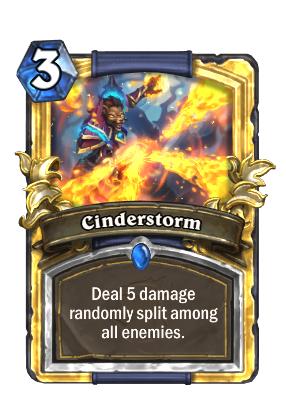 3
Cinderstorm
Deal 5 damage
randomly split among
all enemies.